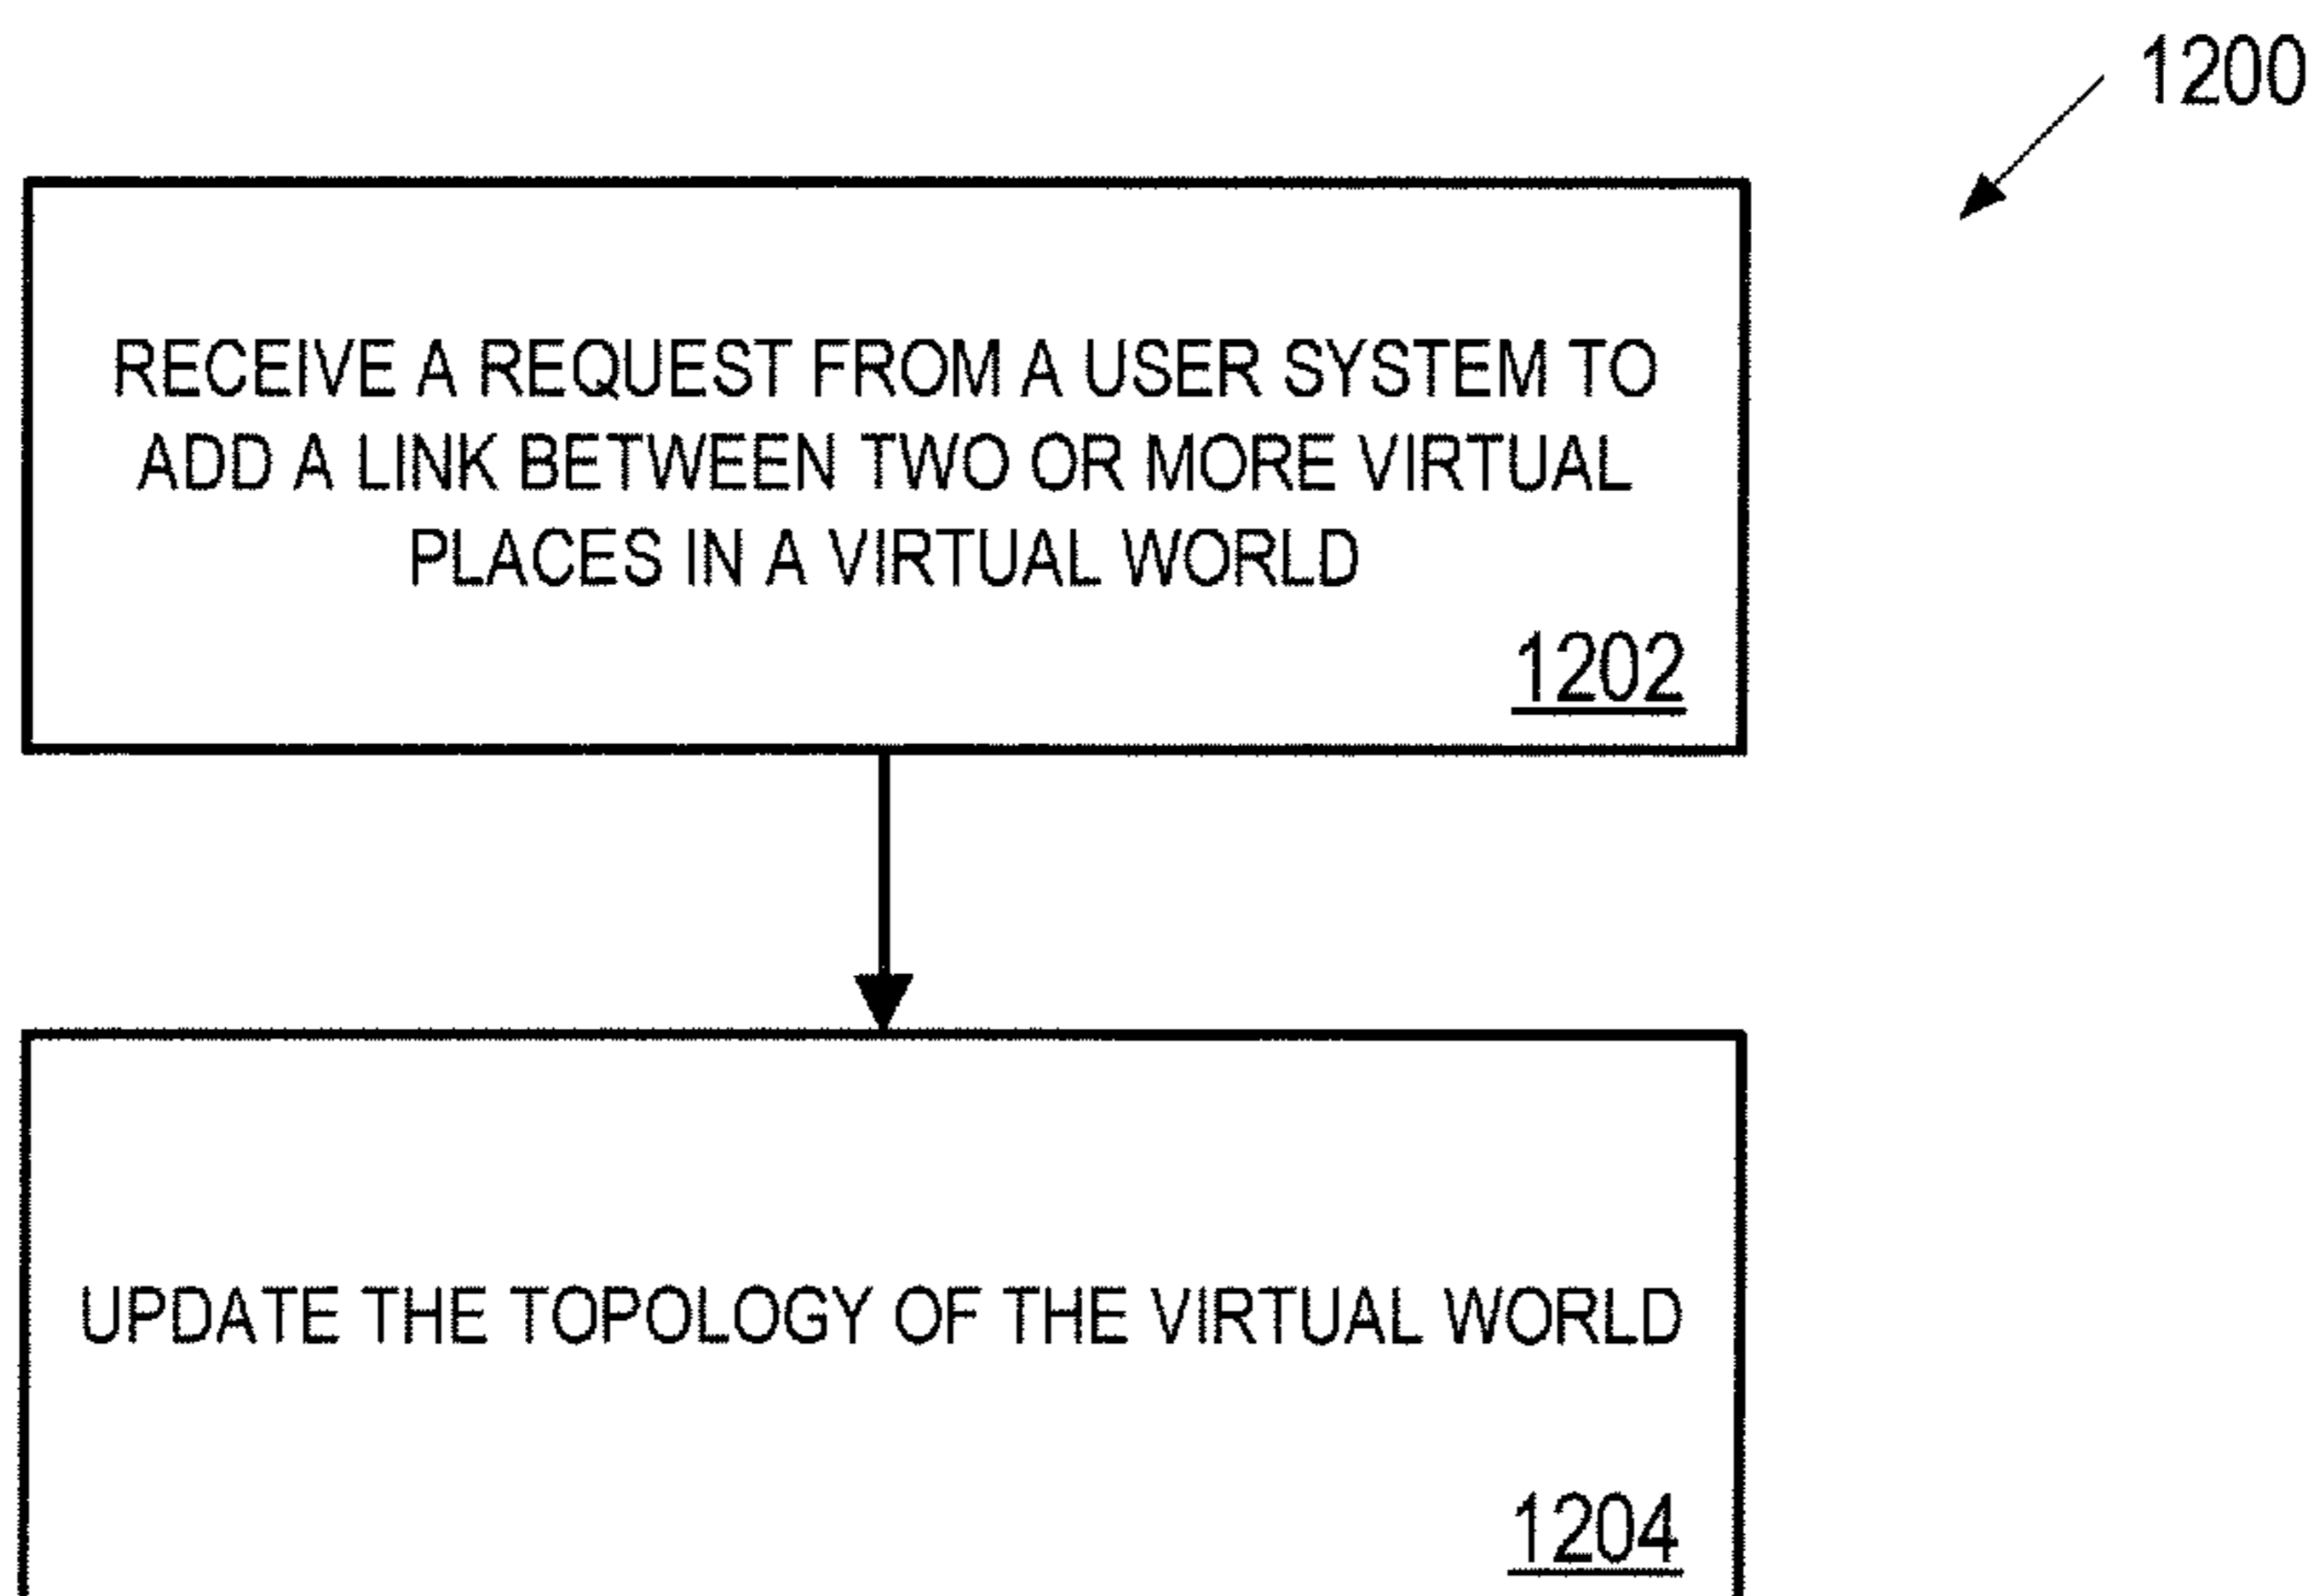 1200
RECEIVE A REQUEST FROM A USER SYSTEM TO
ADD A LINK BETWEEN TWO OR MORE VIRTUAL
PLACES IN A VIRTUAL WORLD
1202
UPDATE THE TOPOLOGY OF THE VIRTUAL WORLD
1204